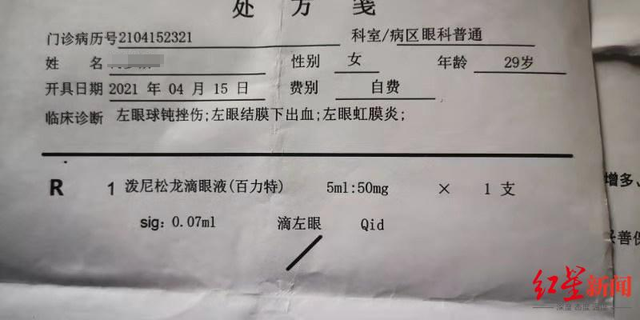 处方笺
门诊病历号2104152321 科室/病区眼科普通
姓 名 性别 女 年龄 29岁
开具日期 2021 年 04 月 15 日 费别 自费
临床诊断 左眼球钝挫伤;左眼结膜下出血;左眼虹膜炎;
R 1 泼尼松龙滴眼液(百力特) 5ml:50mg × 1 支
sig: 0.07ml 滴左眼 Qid
增多、
红星新闻